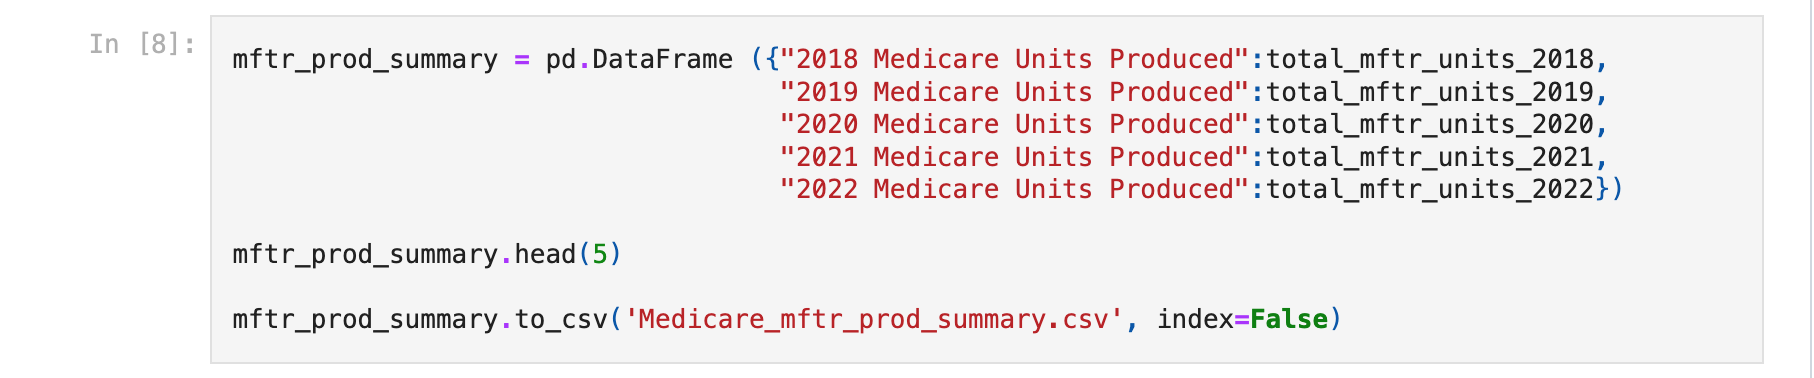 In [8]:
mftr_prod_summary = pd.DataFrame ({"2018 Medicare Units Produced":total_mftr_units_2018,
"2019 Medicare Units Produced":total_mftr_units_2019,
"2020 Medicare Units Produced":total_mftr_units_2020,
"2021 Medicare Units Produced":total_mftr_units_2021,
"2022 Medicare Units Produced":total_mftr_units_2022})
mftr_prod_summary.head(5)
mftr_prod_summary.to_csv('Medicare_mftr_prod_summary.csv', index=False)